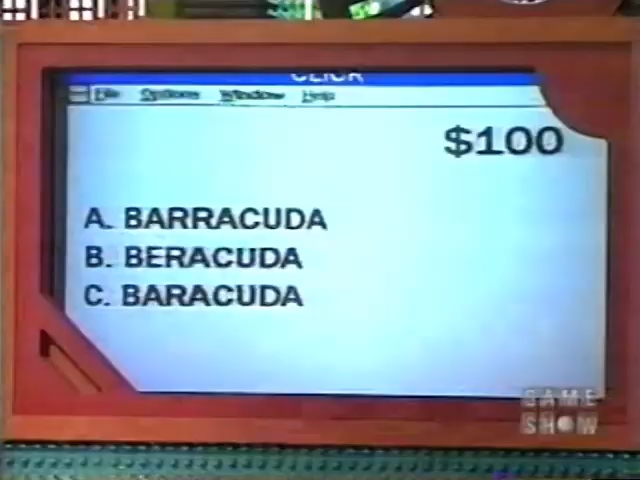 CLICK
File Options Window Help
$100
A. BARRACUDA
B. BERACUDA
C. BARACUDA
GAME
SHOW